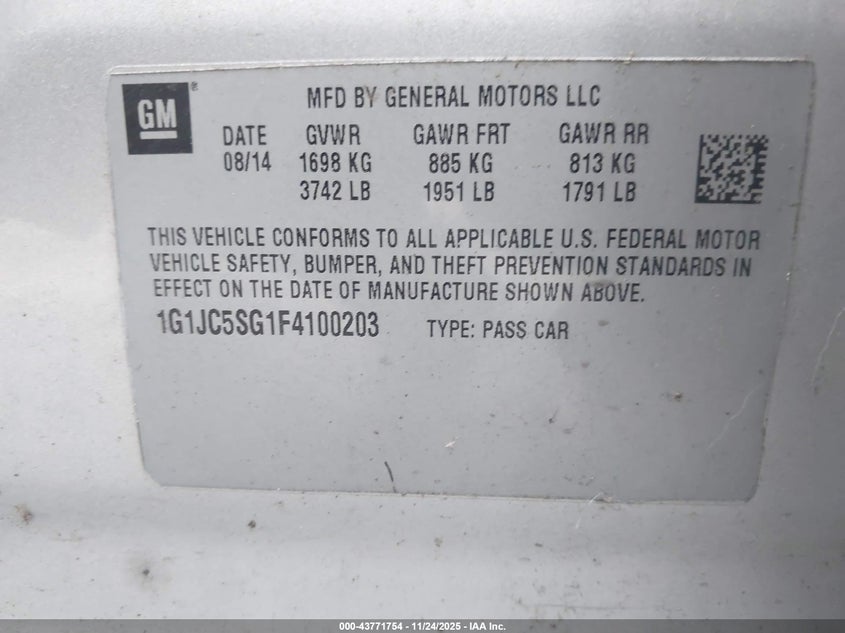 GM®
MFD BY GENERAL MOTORS LLC
DATE GVWR GAWR FRT GAWR RR
08/14 1698 KG 885 KG 813 KG
3742 LB 1951 LB 1791 LB
THIS VEHICLE CONFORMS TO ALL APPLICABLE U.S. FEDERAL MOTOR
VEHICLE SAFETY, BUMPER, AND THEFT PREVENTION STANDARDS IN
EFFECT ON THE DATE OF MANUFACTURE SHOWN ABOVE.
1G1JC5SG1F4100203 TYPE: PASS CAR
000-43771754 - 11/24/2025 - IAA Inc.